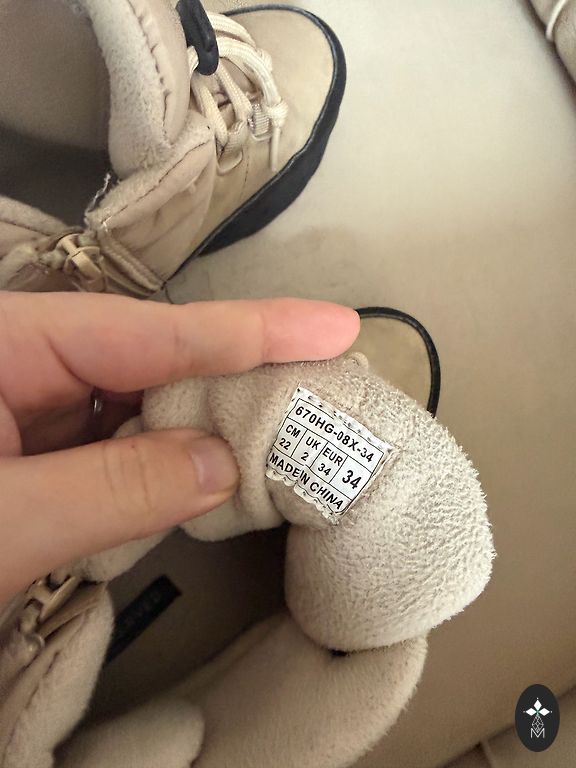 670HG-08X-34
CM UK EUR 34
22 2 34
MADE IN CHINA
M